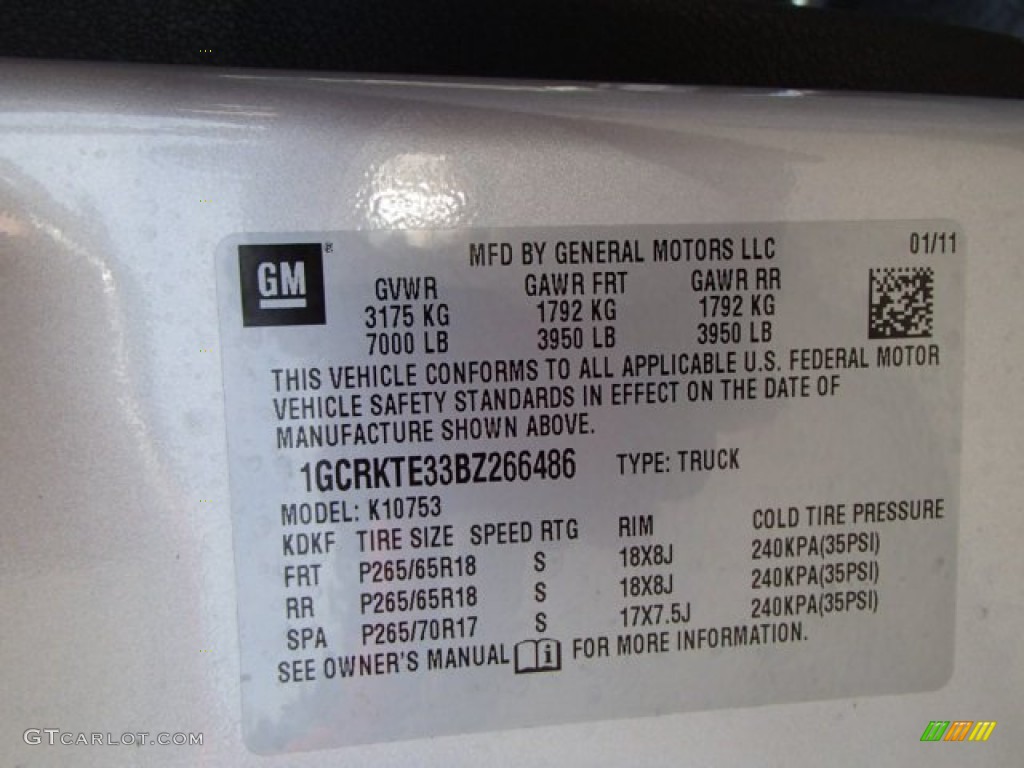 MFD BY GENERAL MOTORS LLC 01/11
GM®
GVWR GAWR FRT GAWR RR
3175 KG 1792 KG 1792 KG
7000 LB 3950 LB 3950 LB
THIS VEHICLE CONFORMS TO ALL APPLICABLE U.S. FEDERAL MOTOR
VEHICLE SAFETY STANDARDS IN EFFECT ON THE DATE OF
MANUFACTURE SHOWN ABOVE.
1GCRKTE33BZ266486 TYPE: TRUCK
MODEL: K10753
KDKF TIRE SIZE SPEED RTG RIM COLD TIRE PRESSURE
FRT P265/65R18 S 18X8J 240KPA(35PSI)
RR P265/65R18 S 18X8J 240KPA(35PSI)
SPA P265/70R17 S 17X7.5J 240KPA(35PSI)
SEE OWNER'S MANUAL i FOR MORE INFORMATION.
GTCARLOT.COM